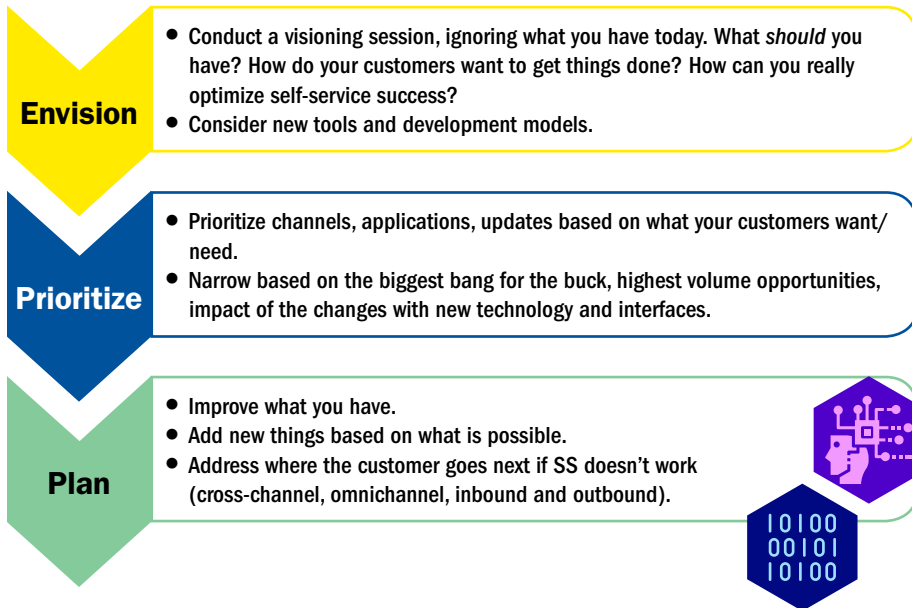 Envision
• Conduct a visioning session, ignoring what you have today. What should you
have? How do your customers want to get things done? How can you really
optimize self-service success?
• Consider new tools and development models.
Prioritize
• Prioritize channels, applications, updates based on what your customers want/
need.
• Narrow based on the biggest bang for the buck, highest volume opportunities,
impact of the changes with new technology and interfaces.
Plan
• Improve what you have.
• Add new things based on what is possible.
• Address where the customer goes next if SS doesn't work
(cross-channel, omnichannel, inbound and outbound).
10100
00101
10100